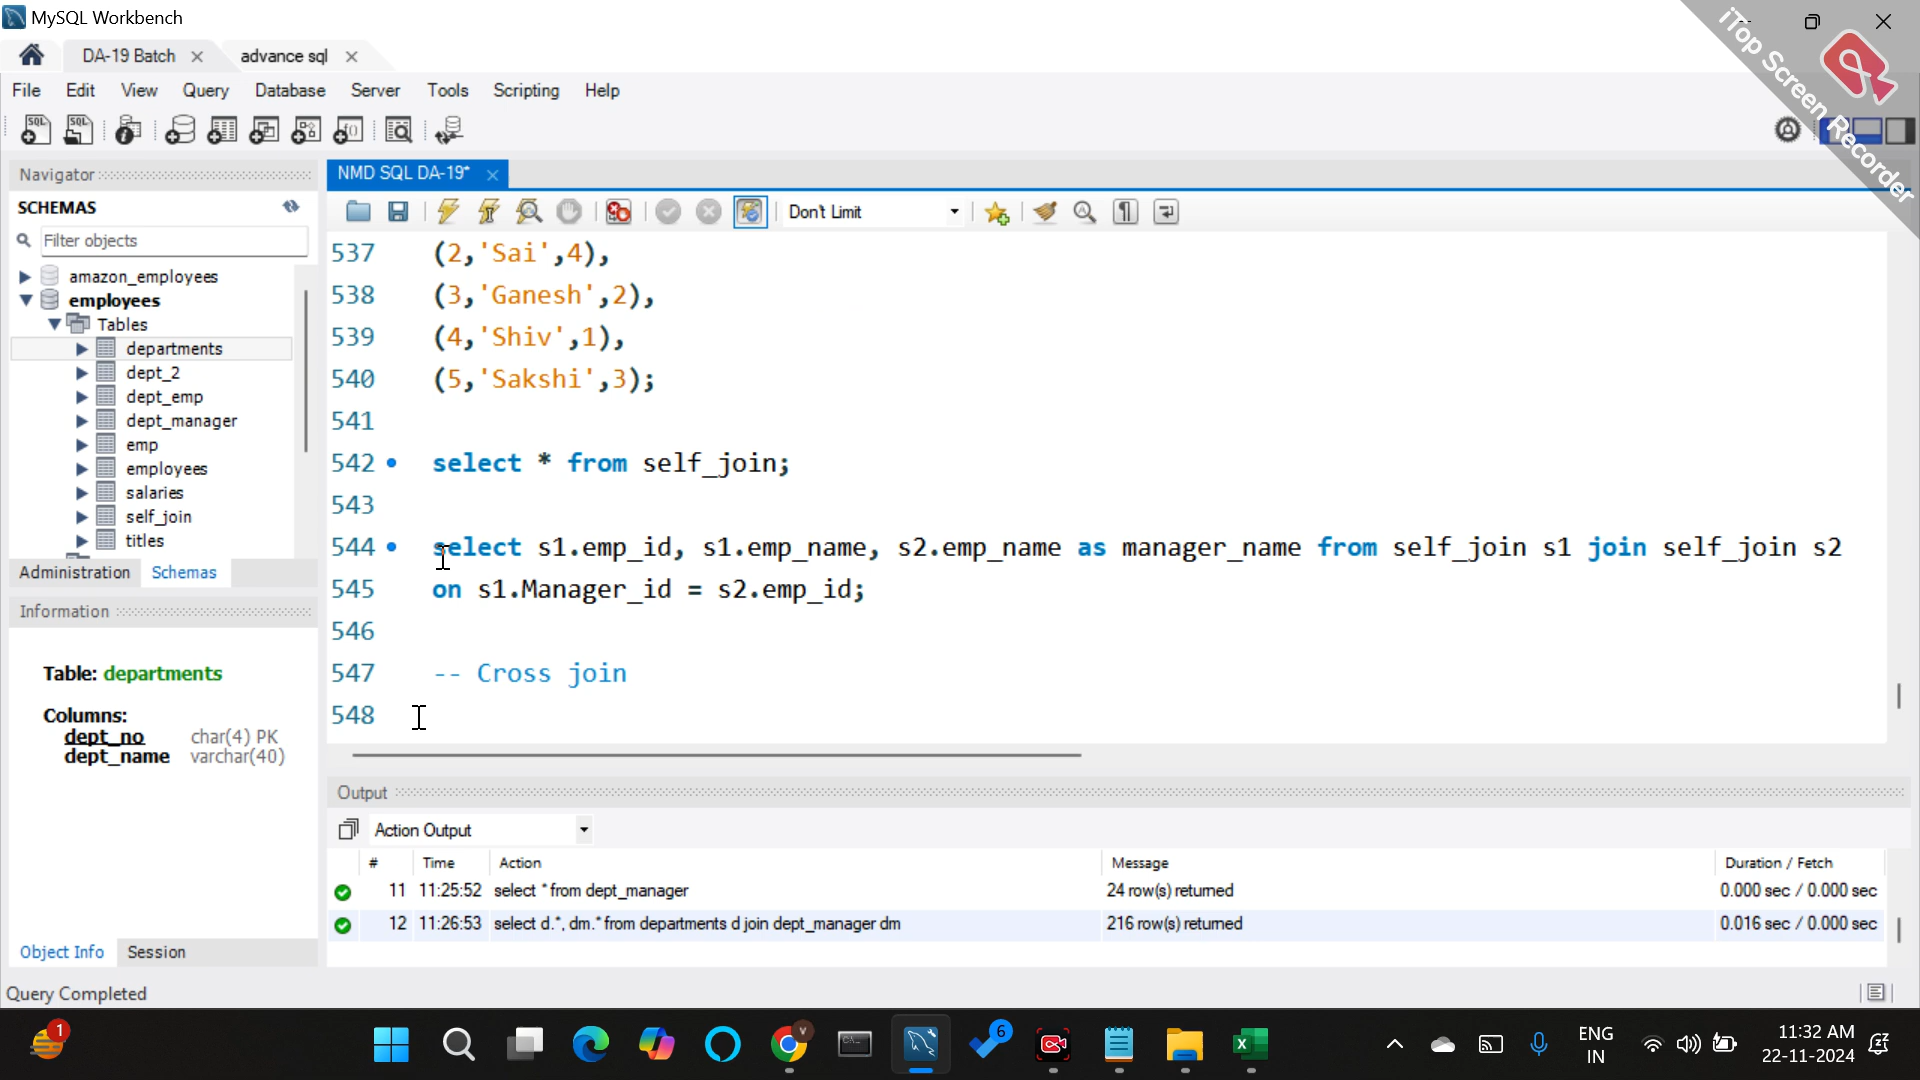 MySQL Workbench
DA-19 Batch
advance sql
iTop Screen Recorder
File Edit View Query Database Server Tools Scripting Help
Navigator
NMD SQL DA-19*
SCHEMAS
Don't Limit
Filter objects
amazon_employees
employees
Tables
departments
dept_2
dept_emp
dept_manager
emp
employees
salaries
self_join
titles
Administration Schemas
Information
Table: departments
Columns:
dept_no char(4) PK
dept_name varchar(40)
Object Info Session
537 (2,'Sai',4),
538 (3,'Ganesh',2),
539 (4,'Shiv',1),
540 (5,'Sakshi',3);
541
542 select * from self_join;
543
544 select s1.emp_id, s1.emp_name, s2.emp_name as manager_name from self_join s1 join self_join s2
545 on s1.Manager_id = s2.emp_id;
546
547 -- Cross join
548
Output
Action Output
# Time Action Message Duration / Fetch
11 11:25:52 select * from dept_manager 24 row(s) returned 0.000 sec / 0.000 sec
12 11:26:53 select d.*, dm.* from departments d join dept_manager dm 216 row(s) returned 0.016 sec / 0.000 sec
Query Completed
1
v
6
ENG
IN
11:32 AM
22-11-2024